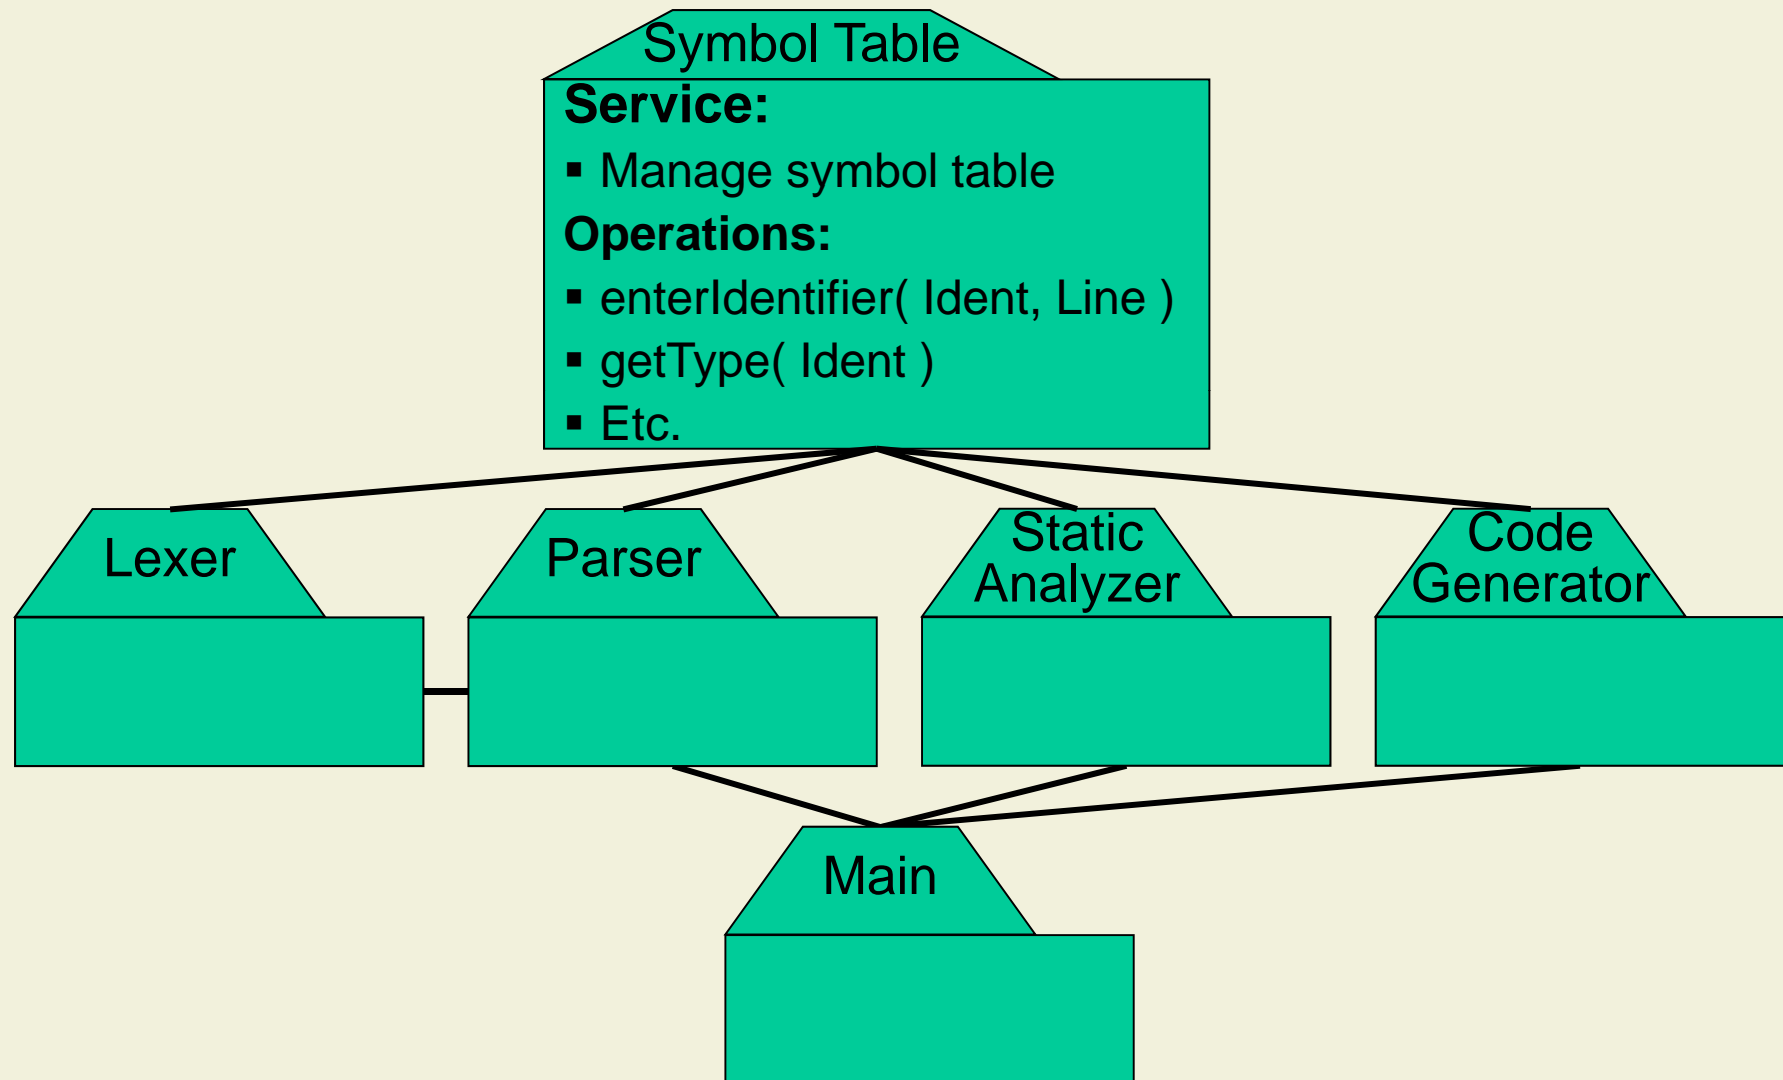 Symbol Table
Service:
▪ Manage symbol table
Operations:
▪ enterIdentifier( Ident, Line )
▪ getType( Ident )
▪ Etc.
Lexer
Parser
Static
Analyzer
Code
Generator
Main